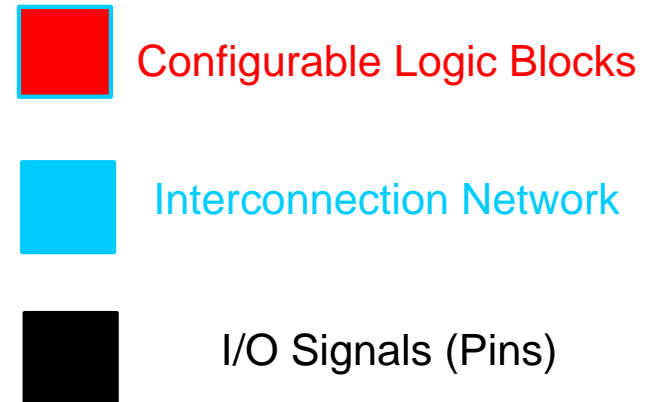 Configurable Logic Blocks
Interconnection Network
I/O Signals (Pins)